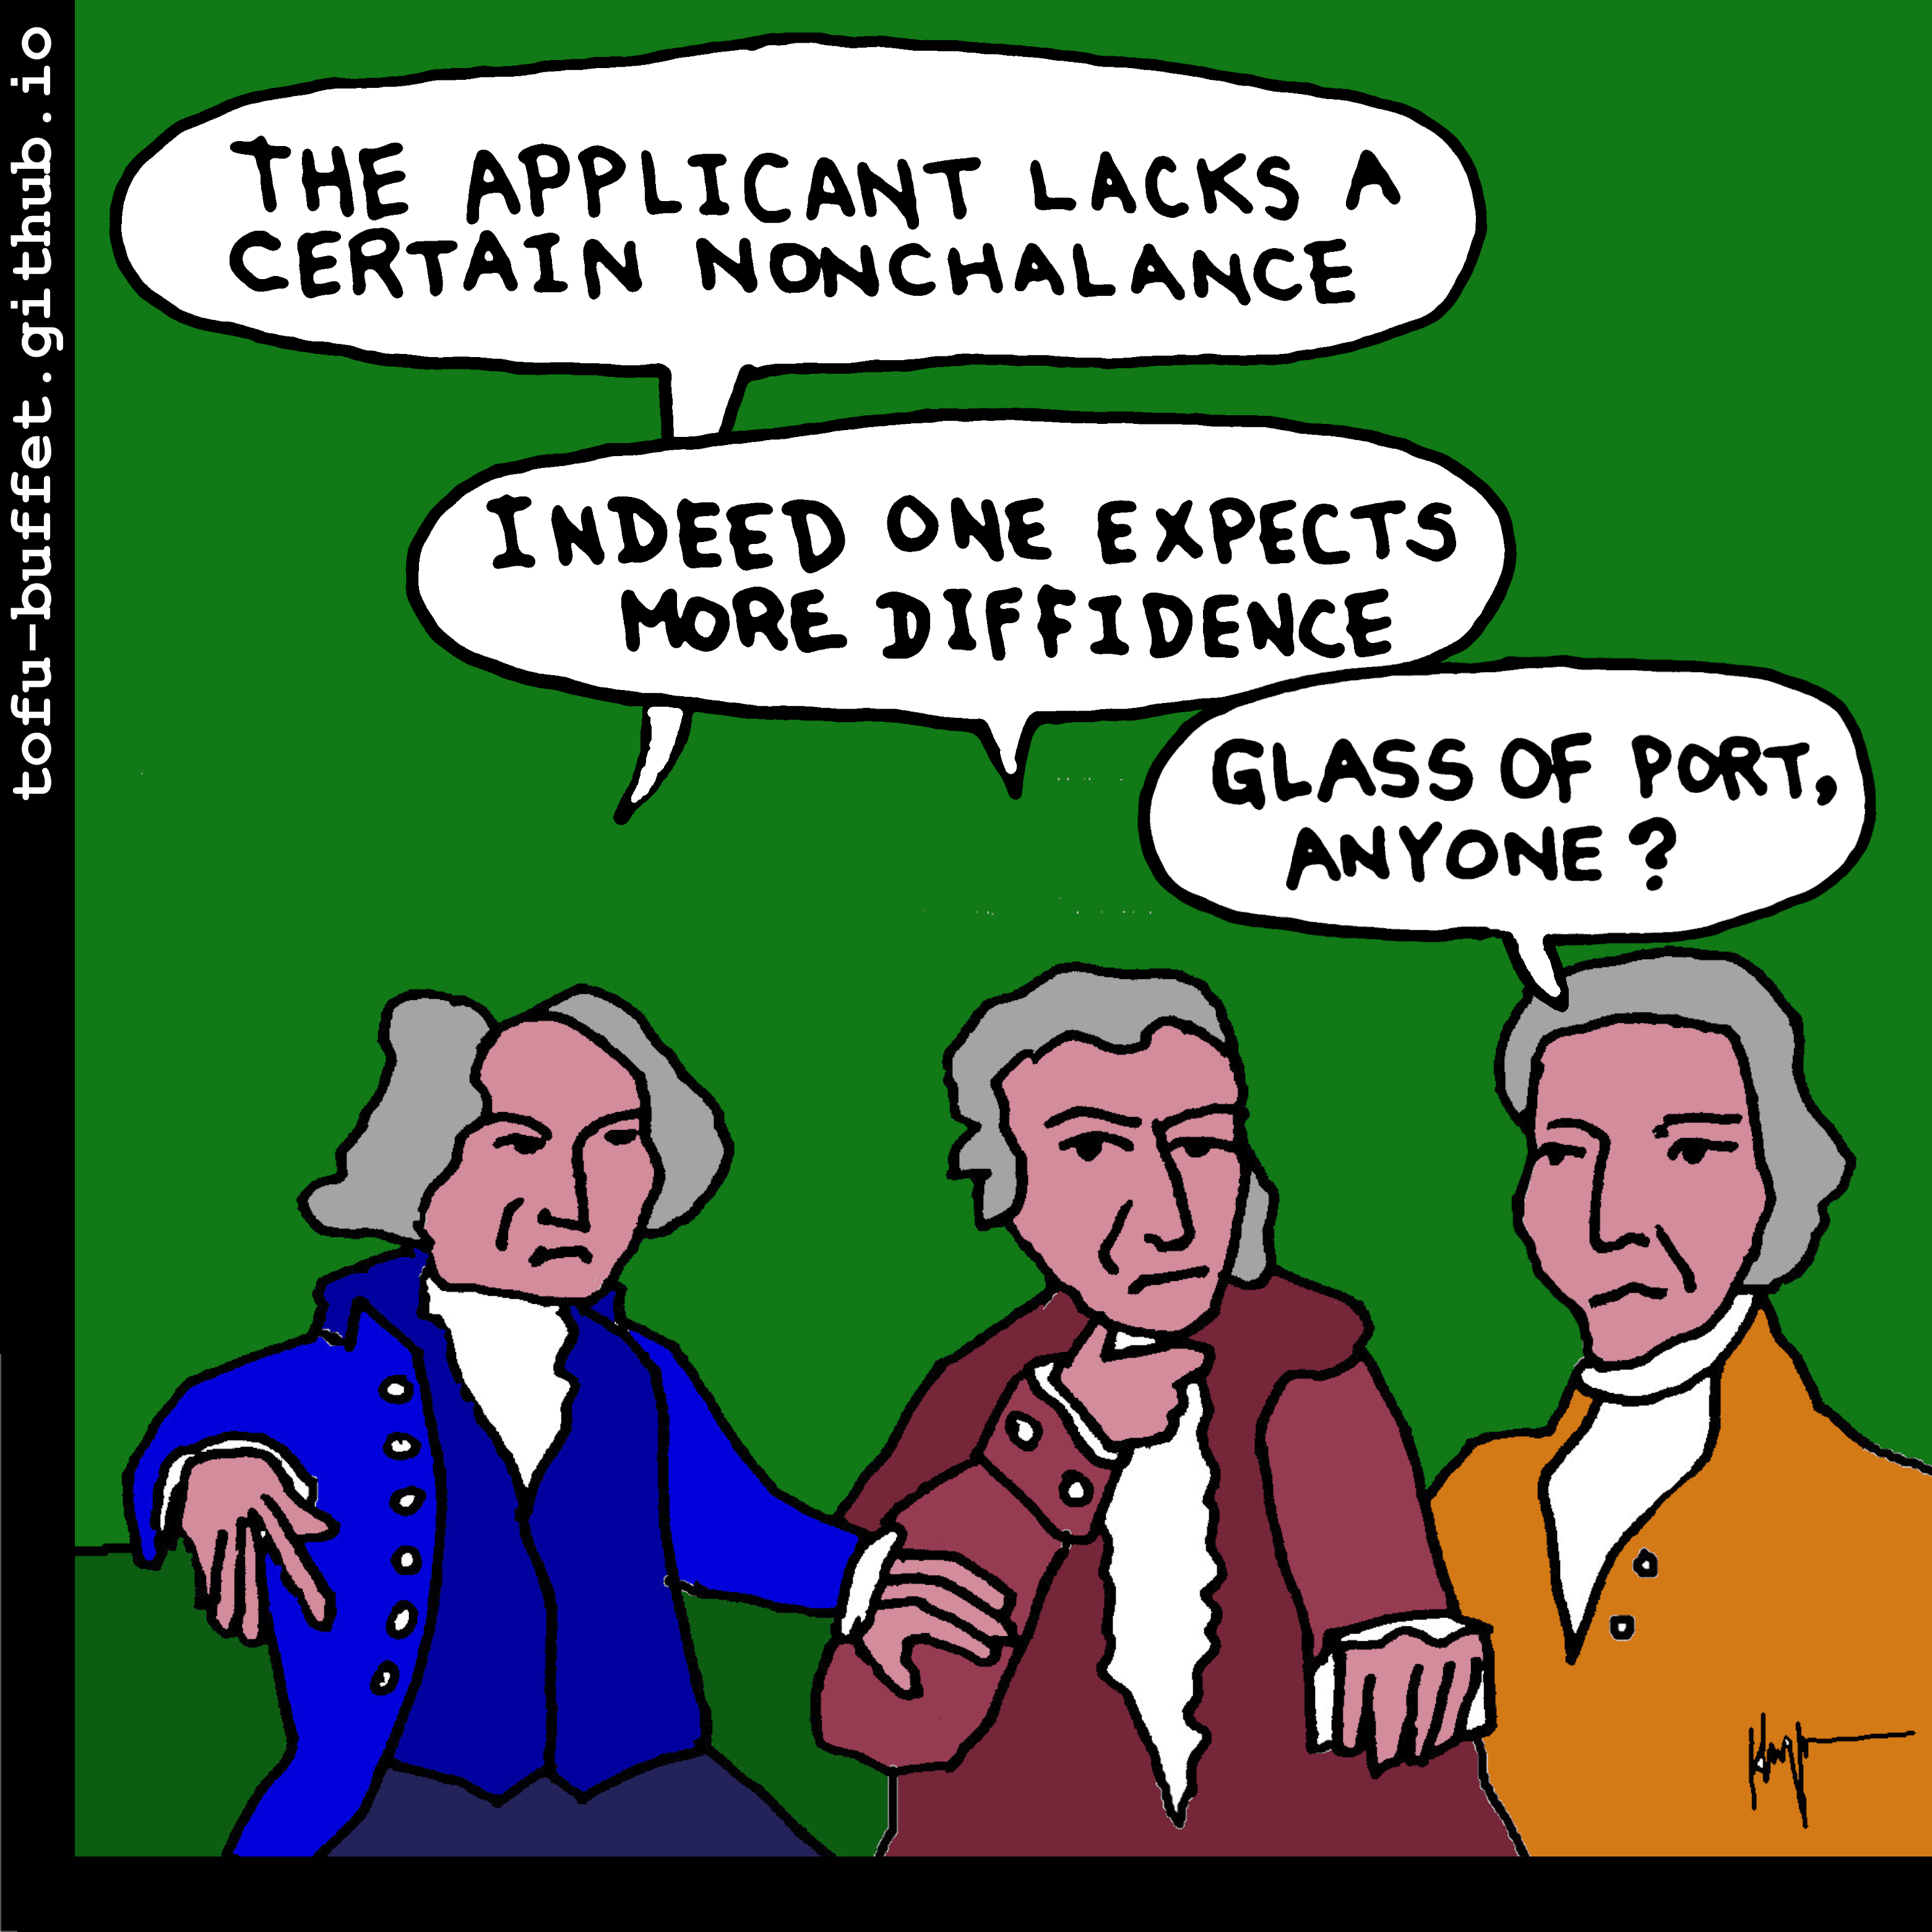 tofu-buffet.github.io
THE APPLICANT LACKS A
CERTAIN NONCHALANCE
INDEED ONE EXPECTS
MORE DIFFIDENCE
GLASS OF PORT,
ANYONE?